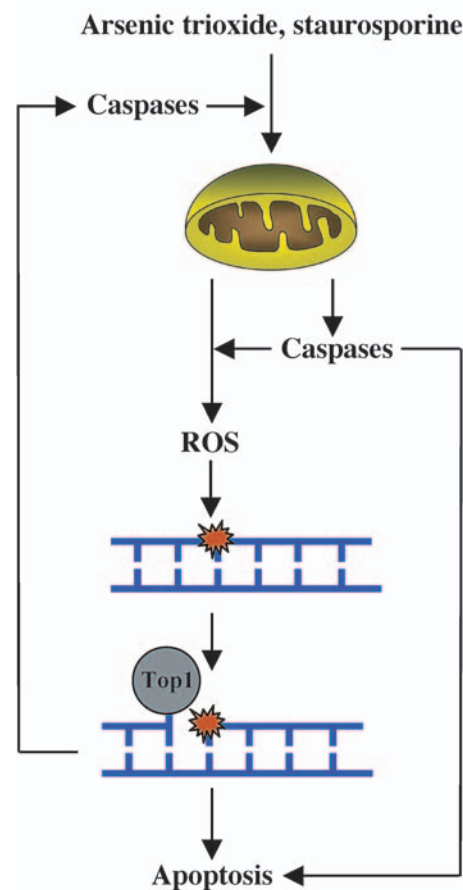 Arsenic trioxide, staurosporine
Caspases
Caspases
ROS
Top1
Apoptosis